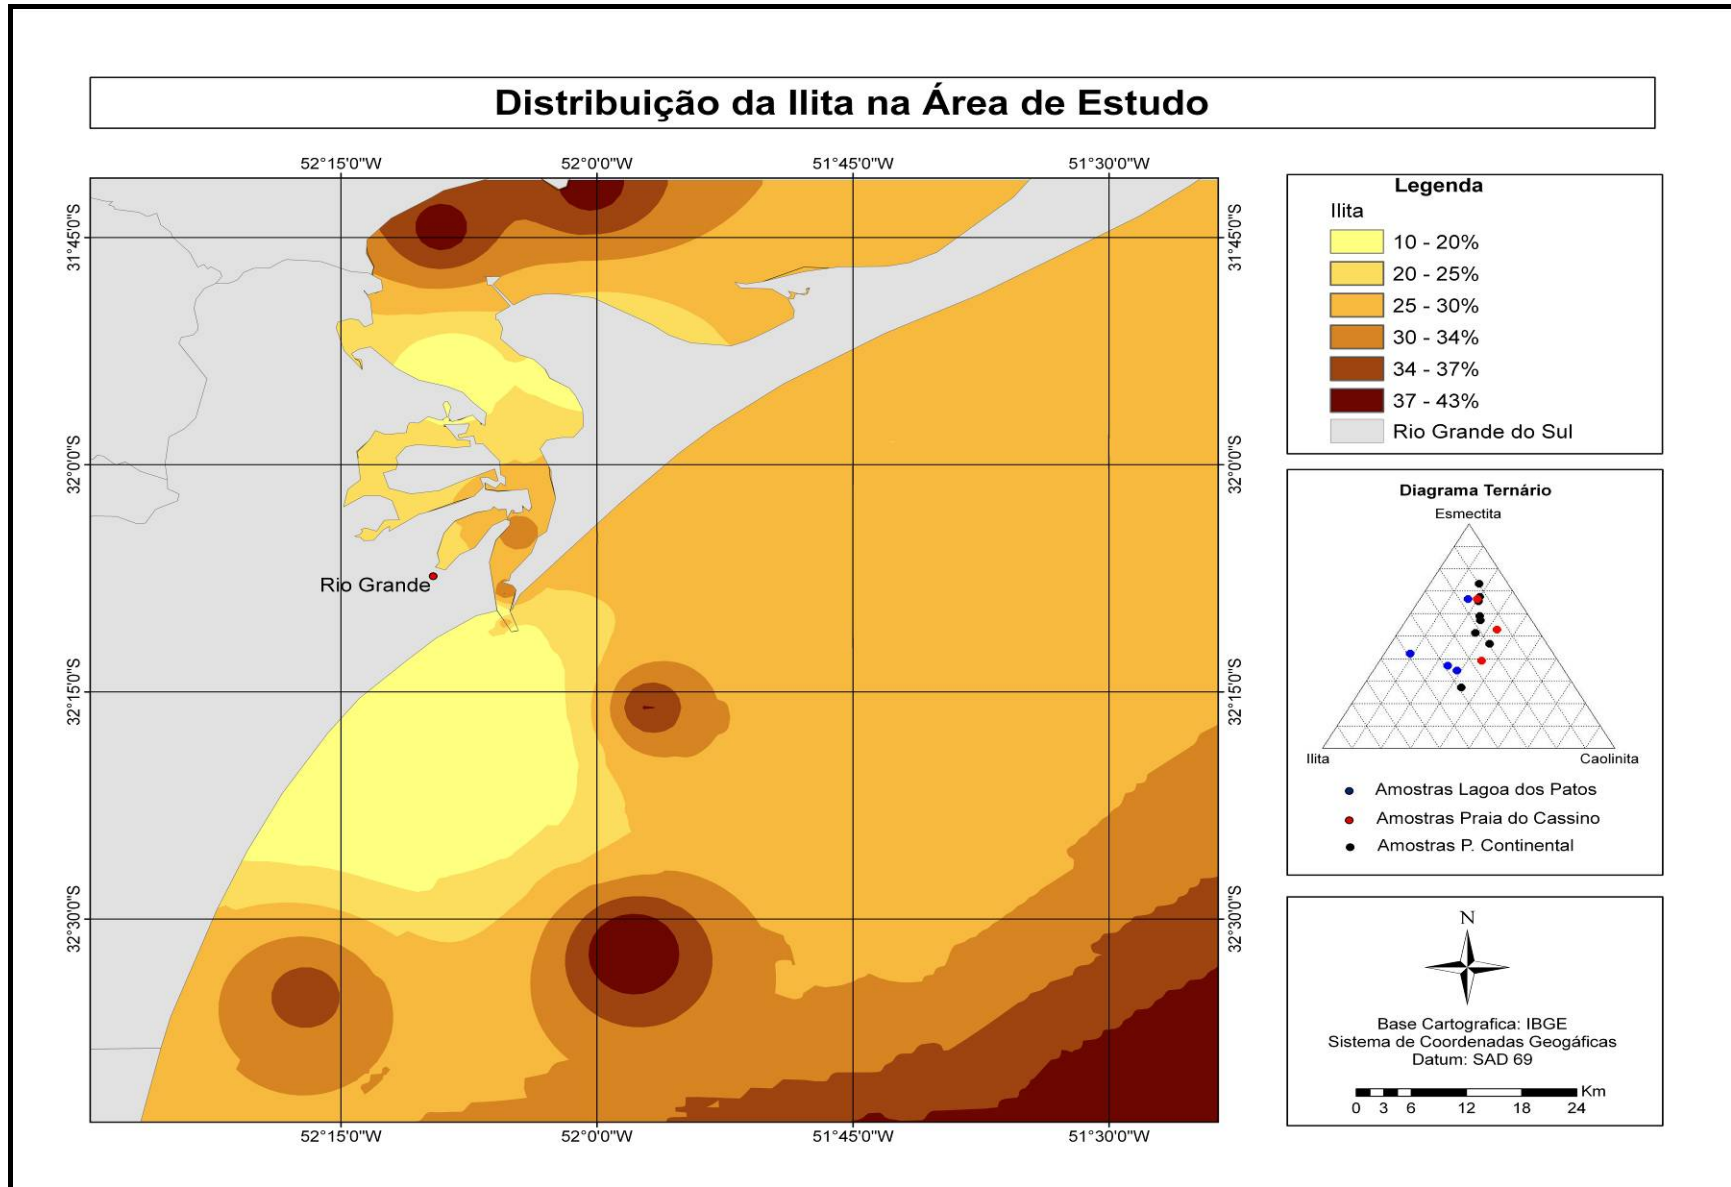 Distribuição da Ilita na Área de Estudo
52°15'0"W
52°0'0"W
51°45'0"W
51°30'0"W
31°45'0"S
32°0'0"S
32°15'0"S
32°30'0"S
Rio Grande
31°45'0"S
32°0'0"S
32°15'0"S
32°30'0"S
52°15'0"W
52°0'0"W
51°45'0"W
51°30'0"W
Legenda
Ilita
10 - 20%
20 - 25%
25 - 30%
30 - 34%
34 - 37%
37 - 43%
Rio Grande do Sul
Diagrama Ternário
Esmectita
Ilita
Caolinita
Amostras Lagoa dos Patos
Amostras Praia do Cassino
Amostras P. Continental
N
Base Cartografica: IBGE
Sistema de Coordenadas Geogáficas
Datum: SAD 69
Km
0 3 6 12 18 24